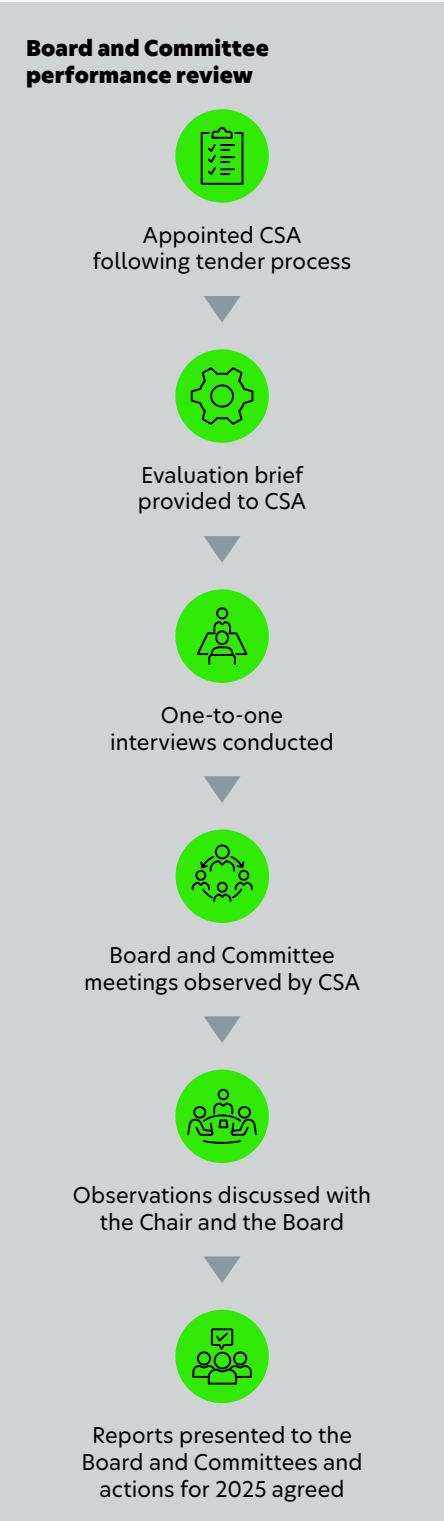 Board and Committee
performance review
Appointed CSA
following tender process
Evaluation brief
provided to CSA
One-to-one
interviews conducted
Board and Committee
meetings observed by CSA
Observations discussed with
the Chair and the Board
Reports presented to the
Board and Committees and
actions for 2025 agreed